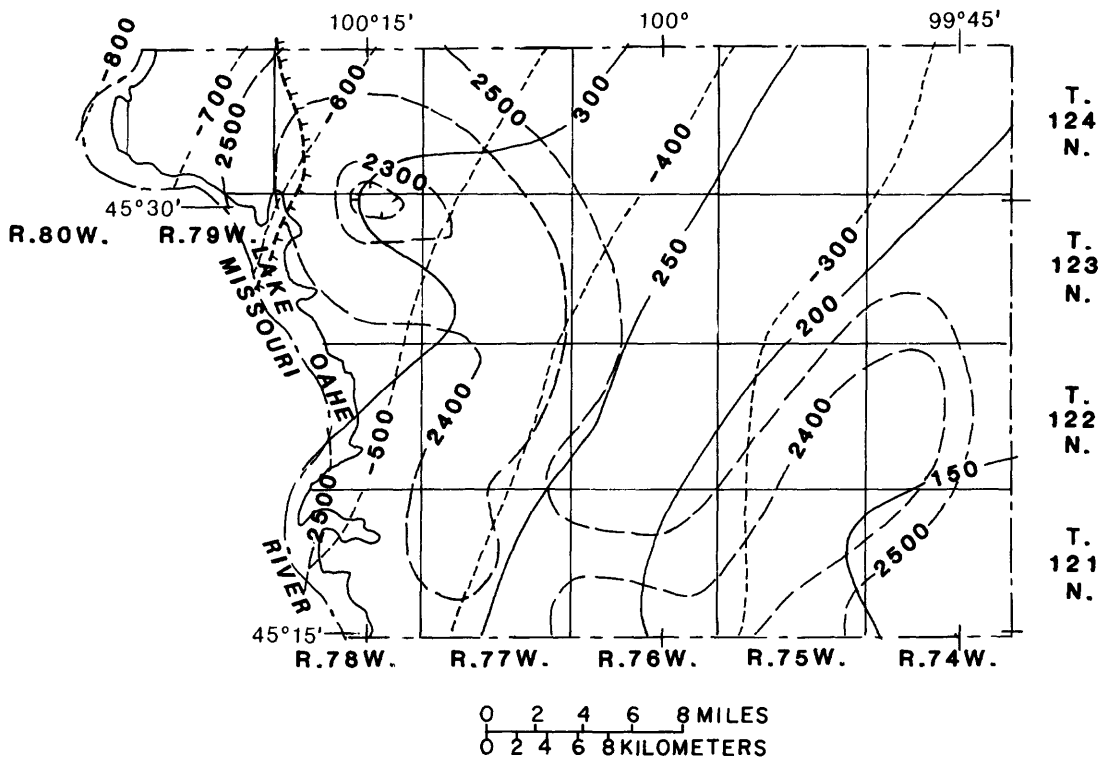 100°15'
100°
99°45'
-800
-700
2500
-600
2500
300
-400
T.
124
N.
2300
45°30'
R.80W.
R.79W.
LAKE
OAHE
MISSOURI
RIVER
250
-300
200
T.
123
N.
-500
2400
2400
T.
122
N.
150
2500
2500
T.
121
N.
45°15'
R.78W.
R.77W.
R.76W.
R.75W.
R.74W.
0 2 4 6 8 MILES
0 2 4 6 8 KILOMETERS